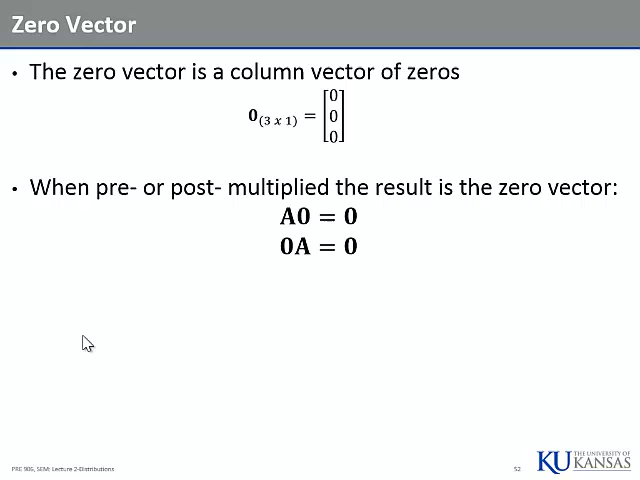 Zero Vector
• The zero vector is a column vector of zeros
0(3 x 1) = [0 0 0]
• When pre- or post- multiplied the result is the zero vector:
A0 = 0
0A = 0
PRE 906, SEM: Lecture 2-Distributions
52
KU THE UNIVERSITY OF KANSAS